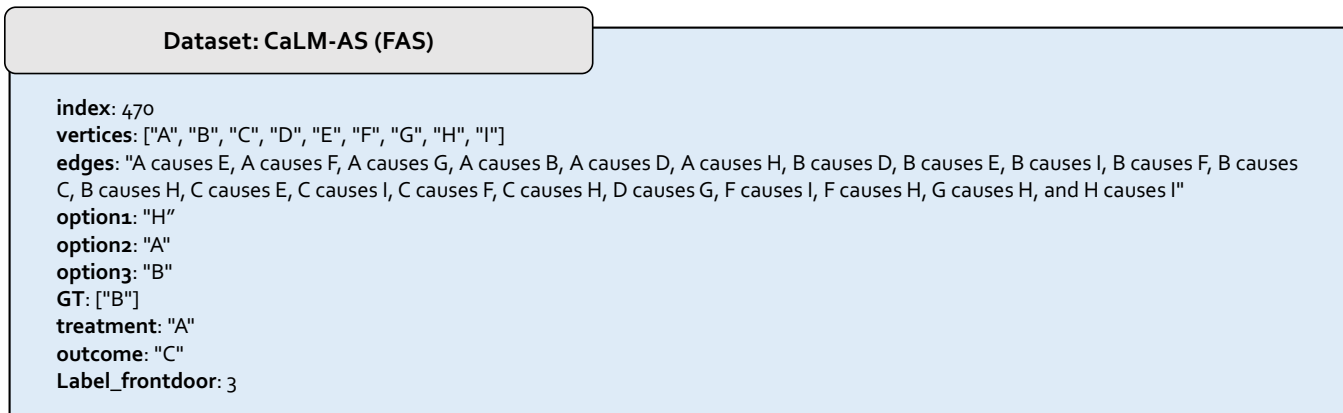 Dataset: CaLM-AS (FAS)
index: 470
vertices: ["A", "B", "C", "D", "E", "F", "G", "H", "I"]
edges: "A causes E, A causes F, A causes G, A causes B, A causes D, A causes H, B causes D, B causes E, B causes I, B causes F, B causes
C, B causes H, C causes E, C causes I, C causes F, C causes H, D causes G, F causes I, F causes H, G causes H, and H causes I"
option1: "H”
option2: "A"
option3: "B"
GT: ["B"]
treatment: "A"
outcome: "C"
Label_frontdoor: 3